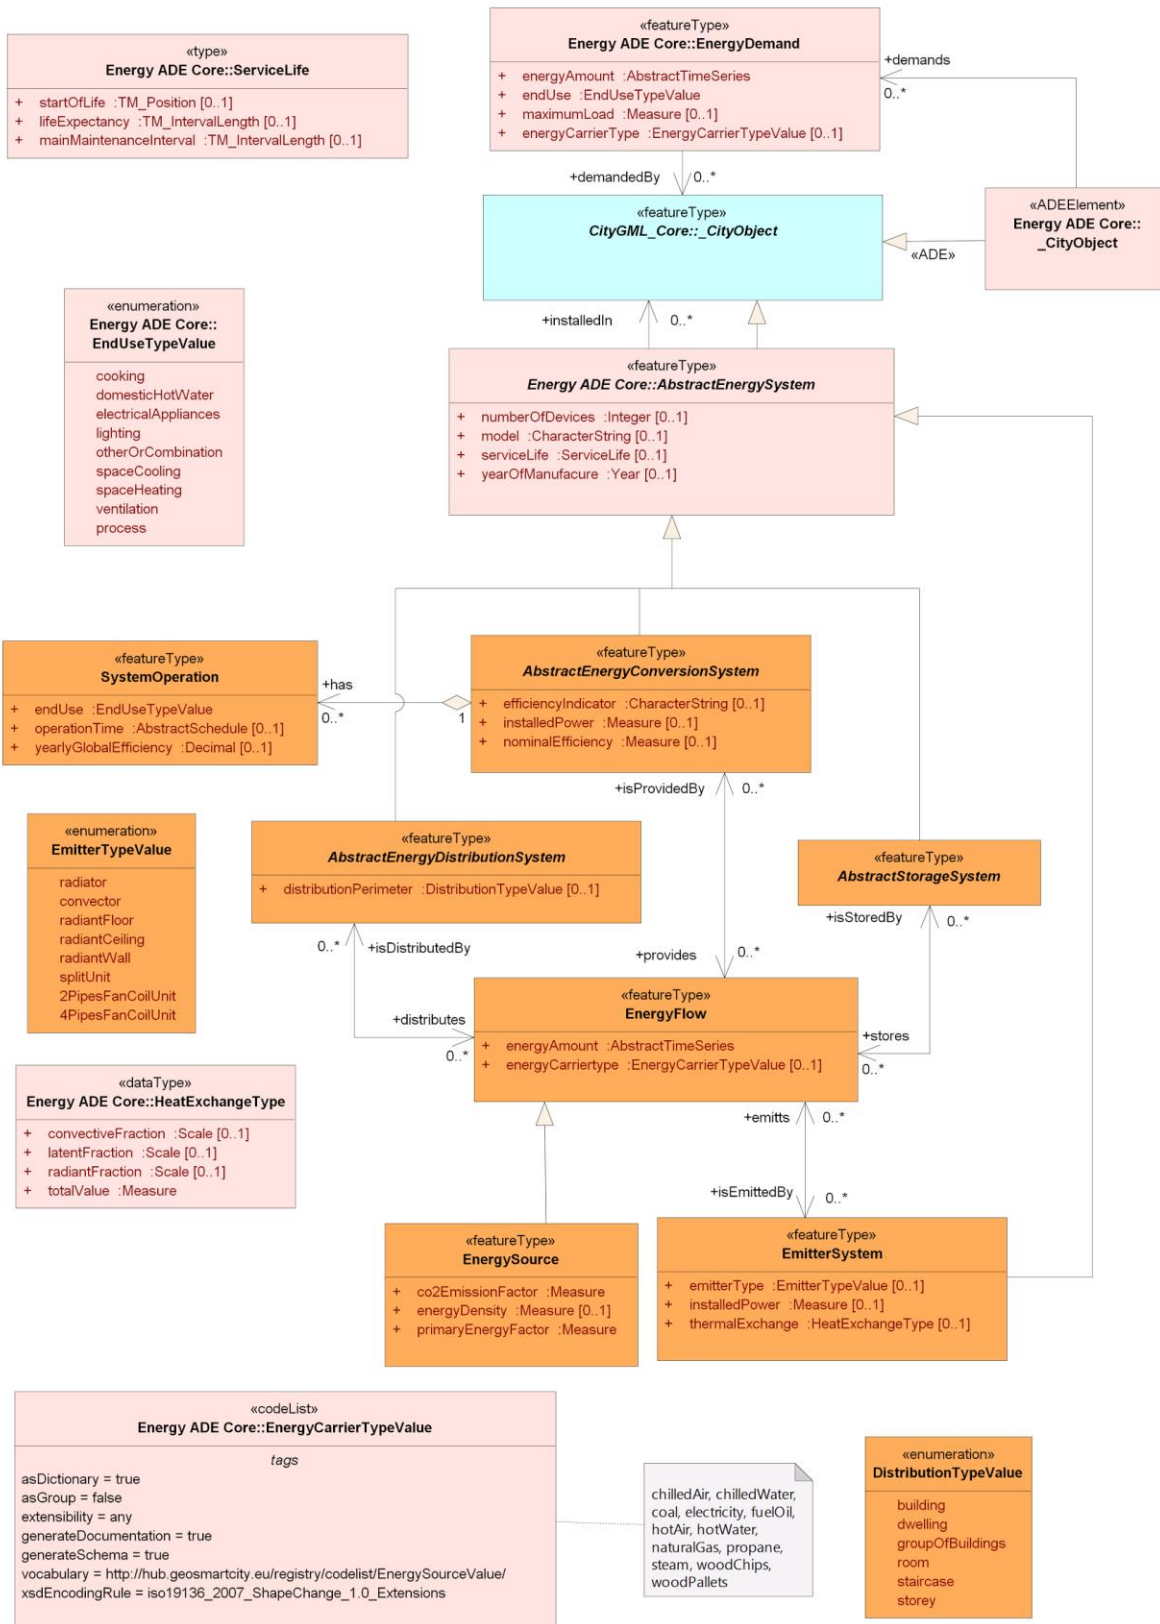 «type»
Energy ADE Core::ServiceLife
+ startOfLife :TM_Position [0..1]
+ lifeExpectancy :TM_IntervalLength [0..1]
+ mainMaintenanceInterval :TM_IntervalLength [0..1]
«featureType»
Energy ADE Core::EnergyDemand
+ energyAmount :AbstractTimeSeries
+ endUse :EndUseTypeValue
+ maximumLoad :Measure [0..1]
+ energyCarrierType :EnergyCarrierTypeValue [0..1]
+demands
0..*
+demandedBy
0..*
«featureType»
CityGML_Core::_CityObject
«ADEElement»
Energy ADE Core::
_CityObject
«ADE»
«enumeration»
Energy ADE Core::
EndUseTypeValue
cooking
domesticHotWater
electricalAppliances
lighting
otherOrCombination
spaceCooling
spaceHeating
ventilation
process
+installedIn
0..*
«featureType»
Energy ADE Core::AbstractEnergySystem
+ numberOfDevices :Integer [0..1]
+ model :CharacterString [0..1]
+ serviceLife :ServiceLife [0..1]
+ yearOfManufacure :Year [0..1]
«featureType»
SystemOperation
+ endUse :EndUseTypeValue
+ operationTime :AbstractSchedule [0..1]
+ yearlyGlobalEfficiency :Decimal [0..1]
+has
0..*
1
«featureType»
AbstractEnergyConversionSystem
+ efficiencyIndicator :CharacterString [0..1]
+ installedPower :Measure [0..1]
+ nominalEfficiency :Measure [0..1]
+isProvidedBy
0..*
«enumeration»
EmitterTypeValue
radiator
convector
radiantFloor
radiantCeiling
radiantWall
splitUnit
2PipesFanCoilUnit
4PipesFanCoilUnit
«featureType»
AbstractEnergyDistributionSystem
+ distributionPerimeter :DistributionTypeValue [0..1]
«featureType»
AbstractStorageSystem
+isStoredBy
0..*
0..*
+isDistributedBy
+provides
0..*
+distributes
0..*
«featureType»
EnergyFlow
+ energyAmount :AbstractTimeSeries
+ energyCarriertype :EnergyCarrierTypeValue [0..1]
+stores
0..*
«dataType»
Energy ADE Core::HeatExchangeType
+ convectiveFraction :Scale [0..1]
+ latentFraction :Scale [0..1]
+ radiantFraction :Scale [0..1]
+ totalValue :Measure
+emitts
0..*
+isEmittedBy
0..*
«featureType»
EnergySource
+ co2EmissionFactor :Measure
+ energyDensity :Measure [0..1]
+ primaryEnergyFactor :Measure
«featureType»
EmitterSystem
+ emitterType :EmitterTypeValue [0..1]
+ installedPower :Measure [0..1]
+ thermalExchange :HeatExchangeType [0..1]
«codeList»
Energy ADE Core::EnergyCarrierTypeValue
tags
asDictionary = true
asGroup = false
extensibility = any
generateDocumentation = true
generateSchema = true
vocabulary = http://hub.geosmartcity.eu/registry/codelist/EnergySourceValue/
xsdEncodingRule = iso19136_2007_ShapeChange_1.0_Extensions
chilledAir, chilledWater,
coal, electricity, fuelOil,
hotAir, hotWater,
naturalGas, propane,
steam, woodChips,
woodPallets
«enumeration»
DistributionTypeValue
building
dwelling
groupOfBuildings
room
staircase
storey